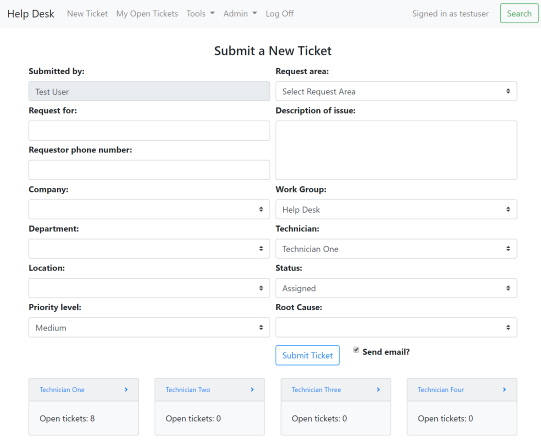 Help Desk New Ticket My Open Tickets Tools Admin Log Off Signed in as testuser Search
Submit a New Ticket
Submitted by: Request area:
Test User Select Request Area
Request for: Description of issue:
Requestor phone number:
Company: Work Group:
Help Desk
Department: Technician:
Technician One
Location: Status:
Assigned
Priority level: Root Cause:
Medium
Submit Ticket Send email?
Technician One Technician Two Technician Three Technician Four
Open tickets: 8 Open tickets: 0 Open tickets: 0 Open tickets: 0